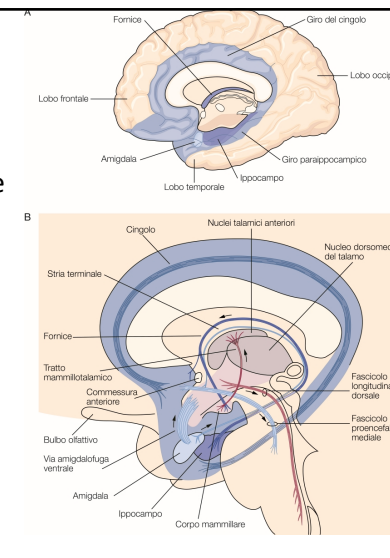 A
Fornice
Giro del cingolo
Lobo occip
Lobo frontale
Giro paraippocampico
Amigdala
Ippocampo
Lobo temporale
e
B
Nuclei talamici anteriori
Cingolo
Nucleo dorsomed
del talamo
Stria terminale
Fornice
Tratto
mammillotalamico
Commessura
anteriore
Fascicolo
longitudina
dorsale
Fascicolo
proencefa
mediale
Bulbo olfattivo
Via amigdalofuga
ventrale
Amigdala
Ippocampo
Corpo mammillare